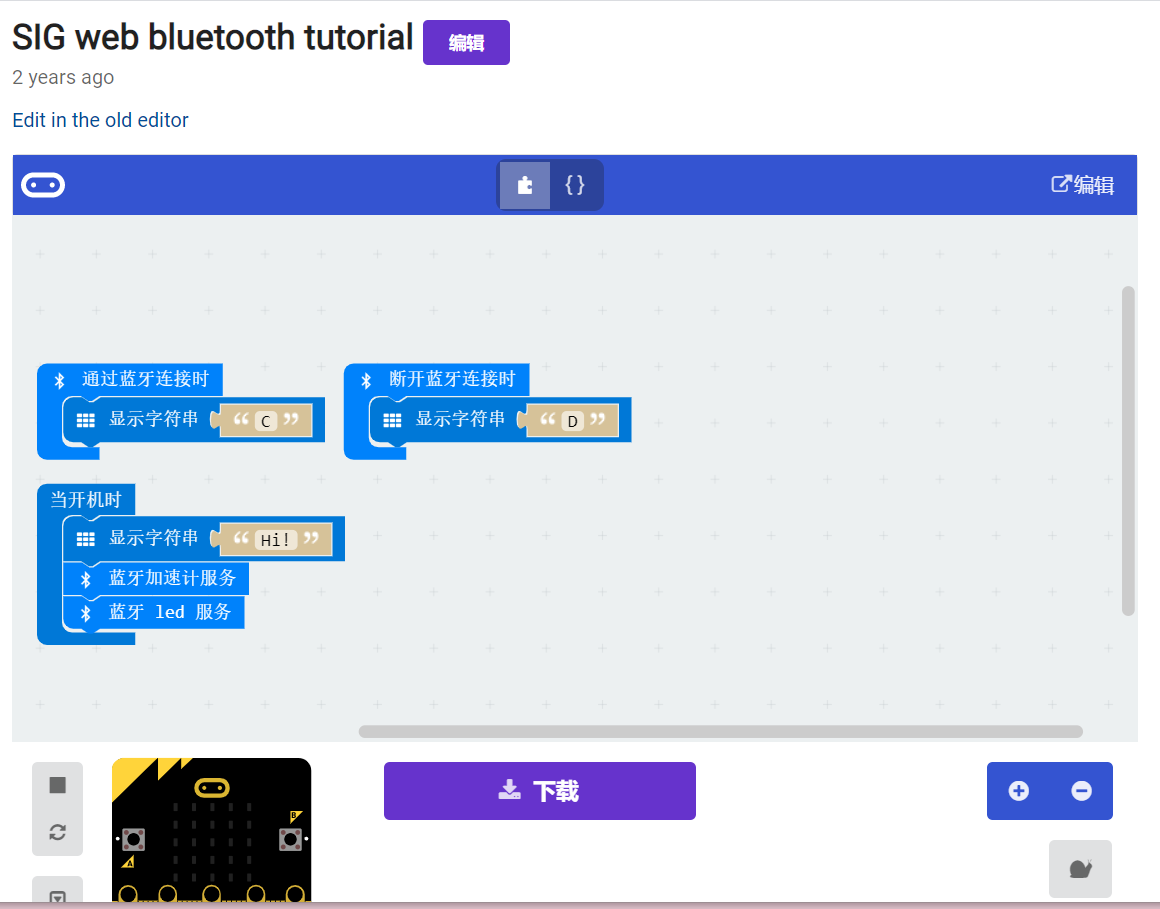 SIG web bluetooth tutorial 编辑
2 years ago
Edit in the old editor
{ } 编辑
通过蓝牙连接时
显示字符串 “ C ”
断开蓝牙连接时
显示字符串 “ D ”
当开机时
显示字符串 “ Hi! ”
蓝牙加速计服务
蓝牙 led 服务
下载
B
A